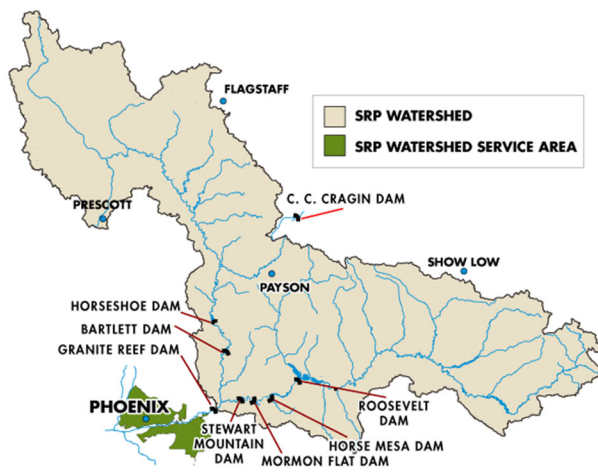 FLAGSTAFF
SRP WATERSHED
SRP WATERSHED SERVICE AREA
C. C. CRAGIN DAM
PRESCOTT
SHOW LOW
PAYSON
HORSESHOE DAM
BARTLETT DAM
GRANITE REEF DAM
PHOENIX
ROOSEVELT
DAM
STEWART
MOUNTAIN
DAM
HORSE MESA DAM
MORMON FLAT DAM